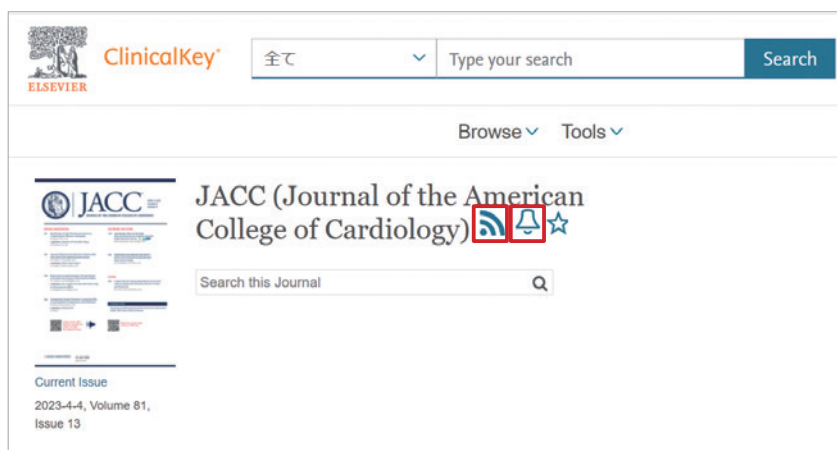 ELSEVIER
ClinicalKey®
全て
Type your search
Search
Browse
Tools
JACC
JACC (Journal of the American
College of Cardiology)
Search this Journal
Current Issue
2023-4-4, Volume 81,
Issue 13